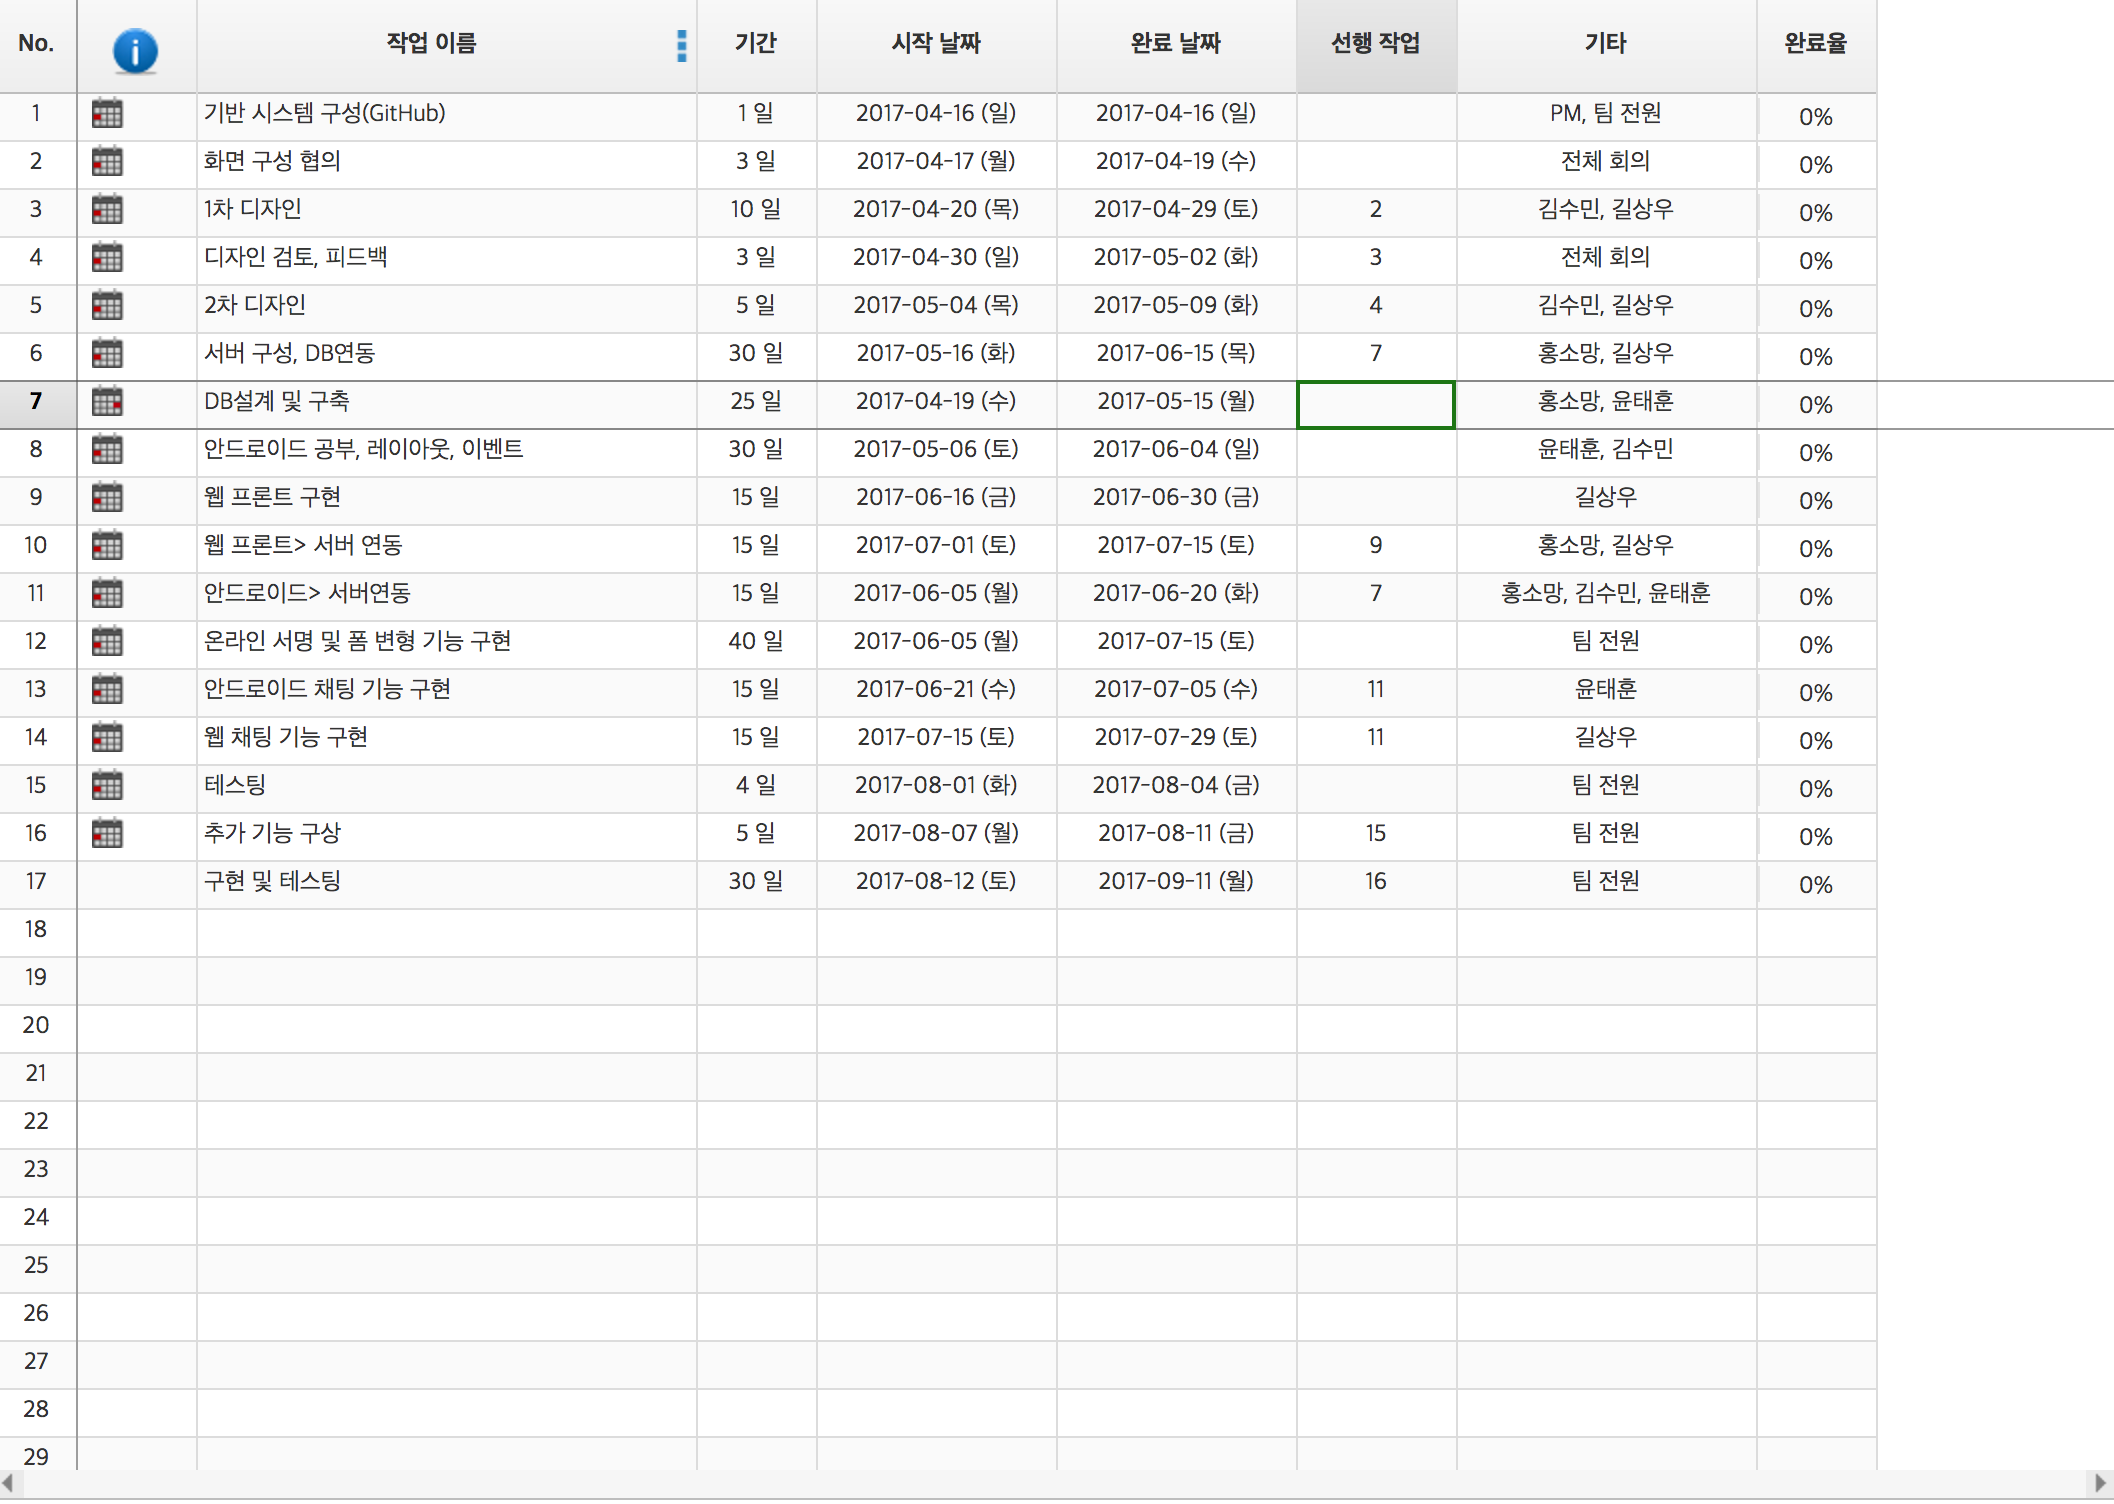 No. 작업 이름 기간 시작 날짜 완료 날짜 선행 작업 기타 완료율
1 기반 시스템 구성(GitHub) 1 일 2017-04-16 (일) 2017-04-16 (일) PM, 팀 전원 0%
2 화면 구성 협의 3 일 2017-04-17 (월) 2017-04-19 (수) 전체 회의 0%
3 1차 디자인 10 일 2017-04-20 (목) 2017-04-29 (토) 2 김수민, 길상우 0%
4 디자인 검토, 피드백 3 일 2017-04-30 (일) 2017-05-02 (화) 3 전체 회의 0%
5 2차 디자인 5 일 2017-05-04 (목) 2017-05-09 (화) 4 김수민, 길상우 0%
6 서버 구성, DB연동 30 일 2017-05-16 (화) 2017-06-15 (목) 7 홍소망, 길상우 0%
7 DB설계 및 구축 25 일 2017-04-19 (수) 2017-05-15 (월) 홍소망, 윤태훈 0%
8 안드로이드 공부, 레이아웃, 이벤트 30 일 2017-05-06 (토) 2017-06-04 (일) 윤태훈, 김수민 0%
9 웹 프론트 구현 15 일 2017-06-16 (금) 2017-06-30 (금) 길상우 0%
10 웹 프론트> 서버 연동 15 일 2017-07-01 (토) 2017-07-15 (토) 9 홍소망, 길상우 0%
11 안드로이드> 서버연동 15 일 2017-06-05 (월) 2017-06-20 (화) 7 홍소망, 김수민, 윤태훈 0%
12 온라인 서명 및 폼 변형 기능 구현 40 일 2017-06-05 (월) 2017-07-15 (토) 팀 전원 0%
13 안드로이드 채팅 기능 구현 15 일 2017-06-21 (수) 2017-07-05 (수) 11 윤태훈 0%
14 웹 채팅 기능 구현 15 일 2017-07-15 (토) 2017-07-29 (토) 11 길상우 0%
15 테스팅 4 일 2017-08-01 (화) 2017-08-04 (금) 팀 전원 0%
16 추가 기능 구상 5 일 2017-08-07 (월) 2017-08-11 (금) 15 팀 전원 0%
17 구현 및 테스팅 30 일 2017-08-12 (토) 2017-09-11 (월) 16 팀 전원 0%
18
19
20
21
22
23
24
25
26
27
28
29